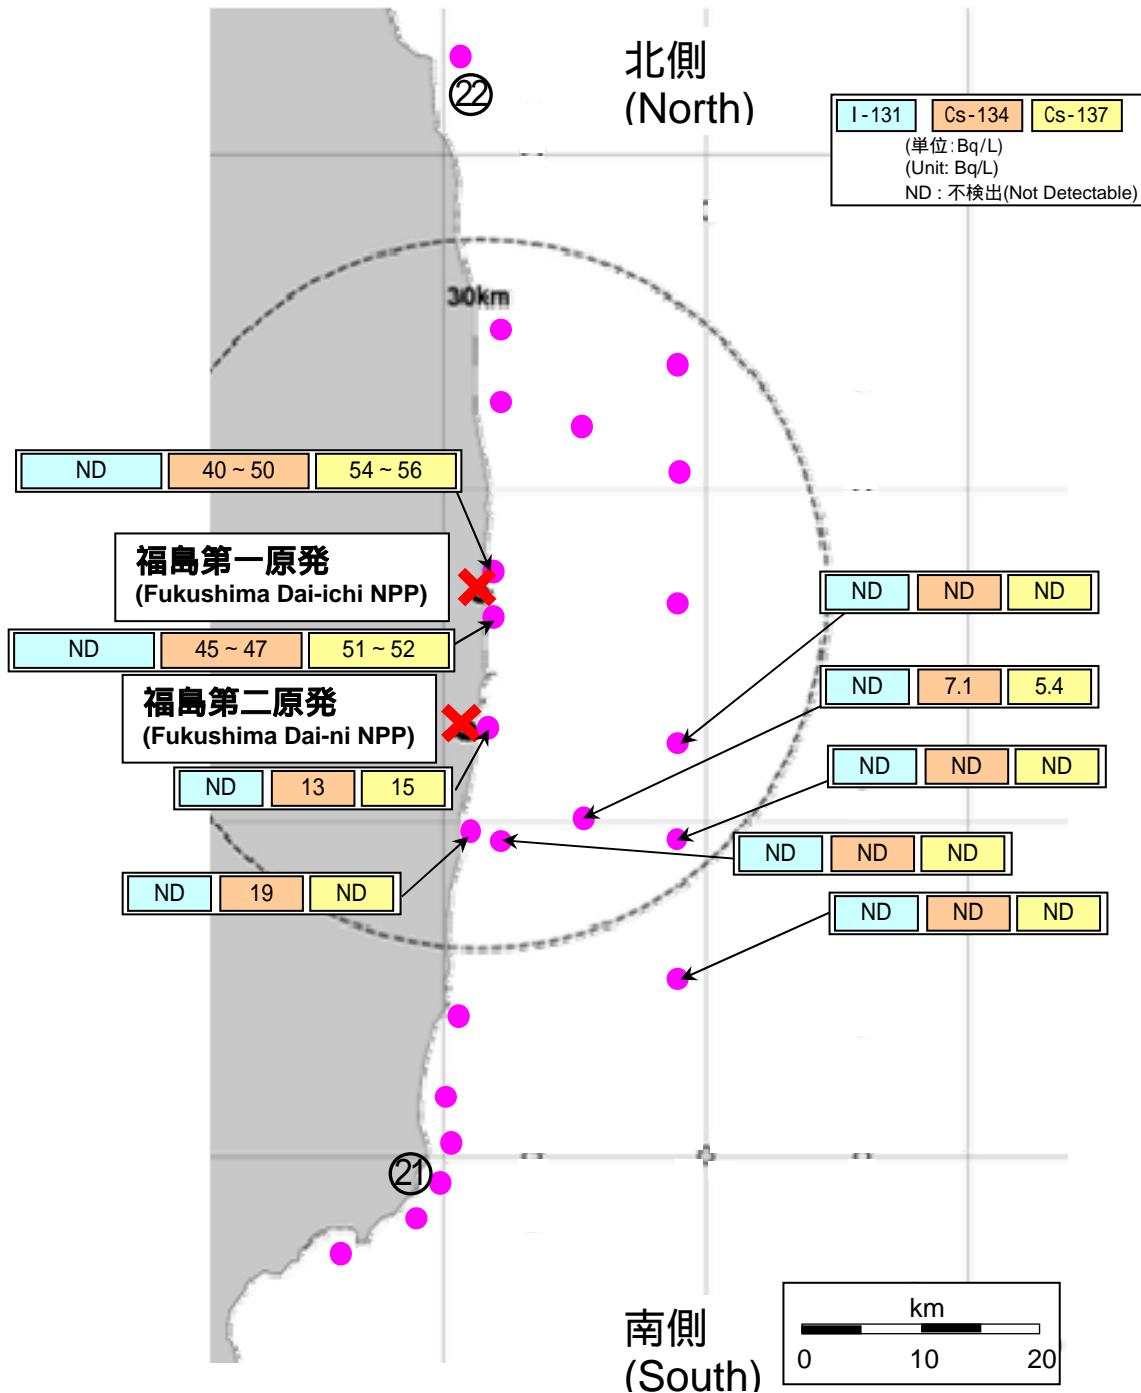 北側
(North)
㉒
I-131 Cs-134 Cs-137
(単位:Bq/L)
(Unit: Bq/L)
ND : 不検出(Not Detectable)
30km
ND 40 ~ 50 54 ~ 56
福島第一原発
(Fukushima Dai-ichi NPP)
ND ND ND
ND 45 ~ 47 51 ~ 52
ND 7.1 5.4
福島第二原発
(Fukushima Dai-ni NPP)
ND ND ND
ND 13 15
ND ND ND
ND 19 ND
ND ND ND
㉑
南側
(South)
km
0 10 20